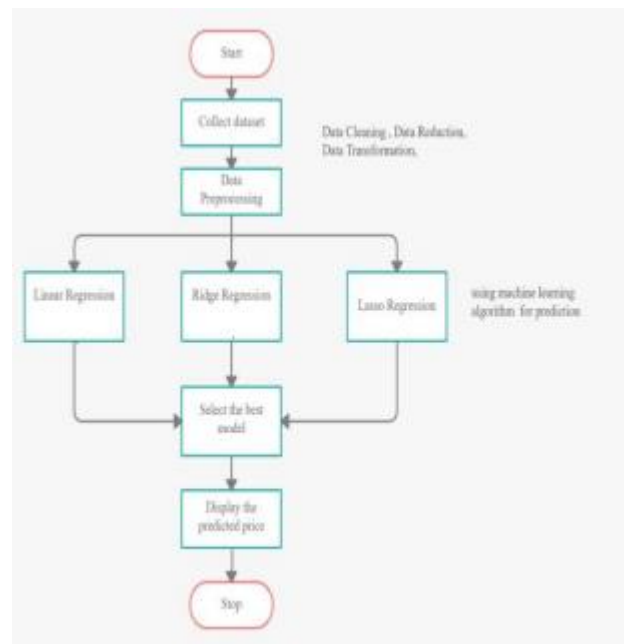 Start
Collect dataset
Data Cleaning , Data Reduction,
Data Transformation,
Data
Preprocessing
Linear Regression
Ridge Regression
Lasso Regression
using machine learning
algorithm for prediction
Select the best
model
Display the
predicted price
Stop